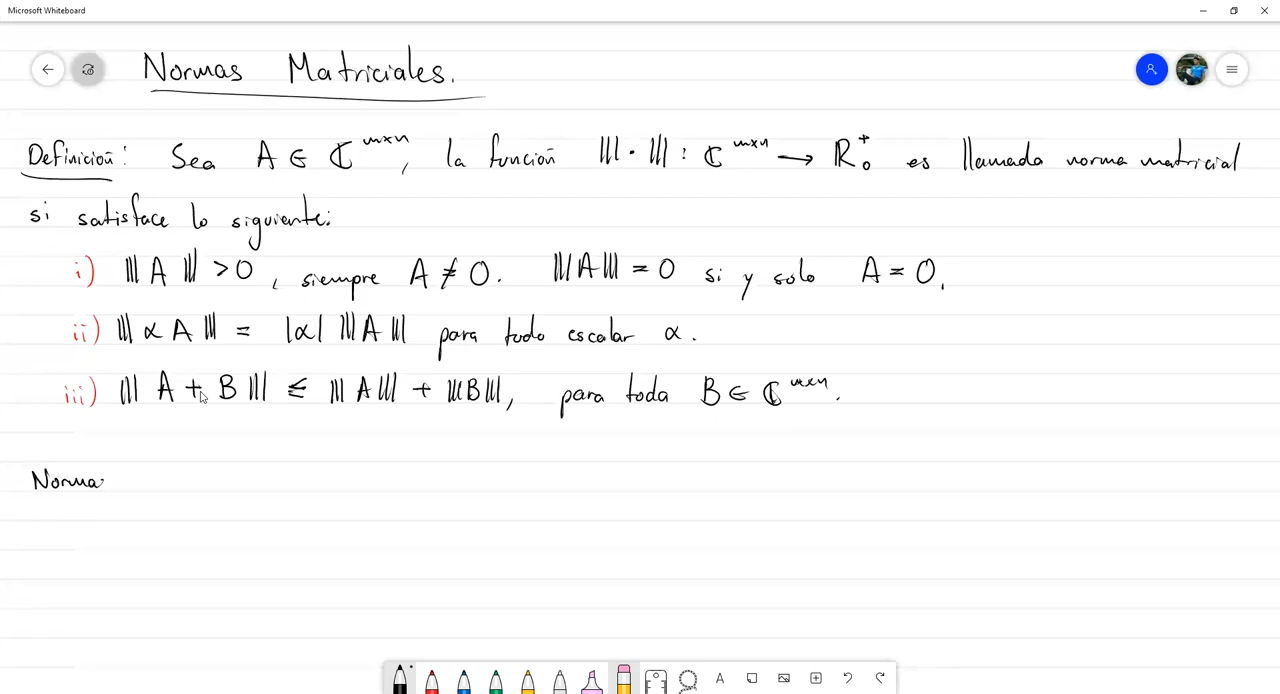 Microsoft Whiteboard
Normas Matriciales.
Definición: Sea A ∈ ℂ^{m×n}, la función |||·||| : ℂ^{m×n} → ℝ₀⁺ es llamada norma matricial
si satisface lo siguiente:
i) |||A||| > 0, siempre A ≠ 0. |||A||| = 0 si y solo A = 0.
ii) |||αA||| = |α| |||A||| para todo escalar α.
iii) |||A + B||| ≤ |||A||| + |||B|||, para toda B ∈ ℂ^{m×n}.
Norma
A